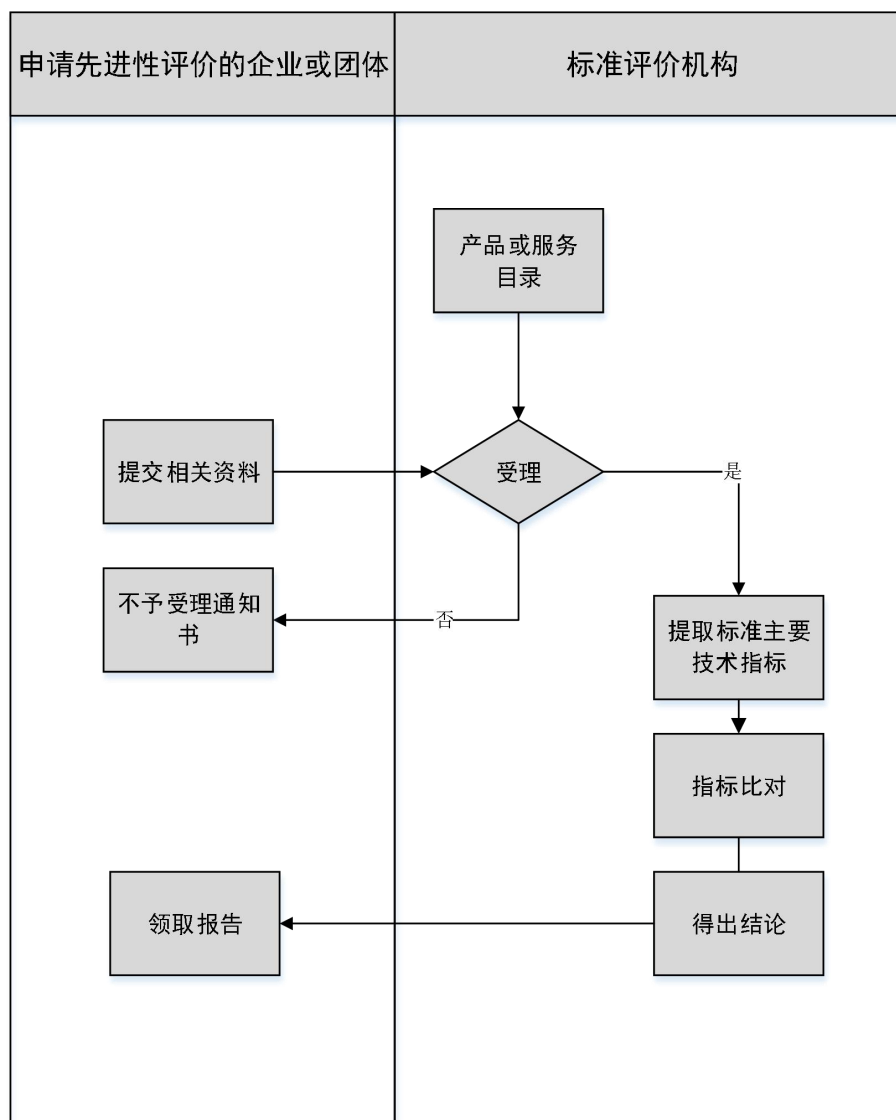 申请先进性评价的企业或团体
标准评价机构
产品或服务
目录
提交相关资料
受理
是
不予受理通知
书
否
提取标准主要
技术指标
指标比对
领取报告
得出结论